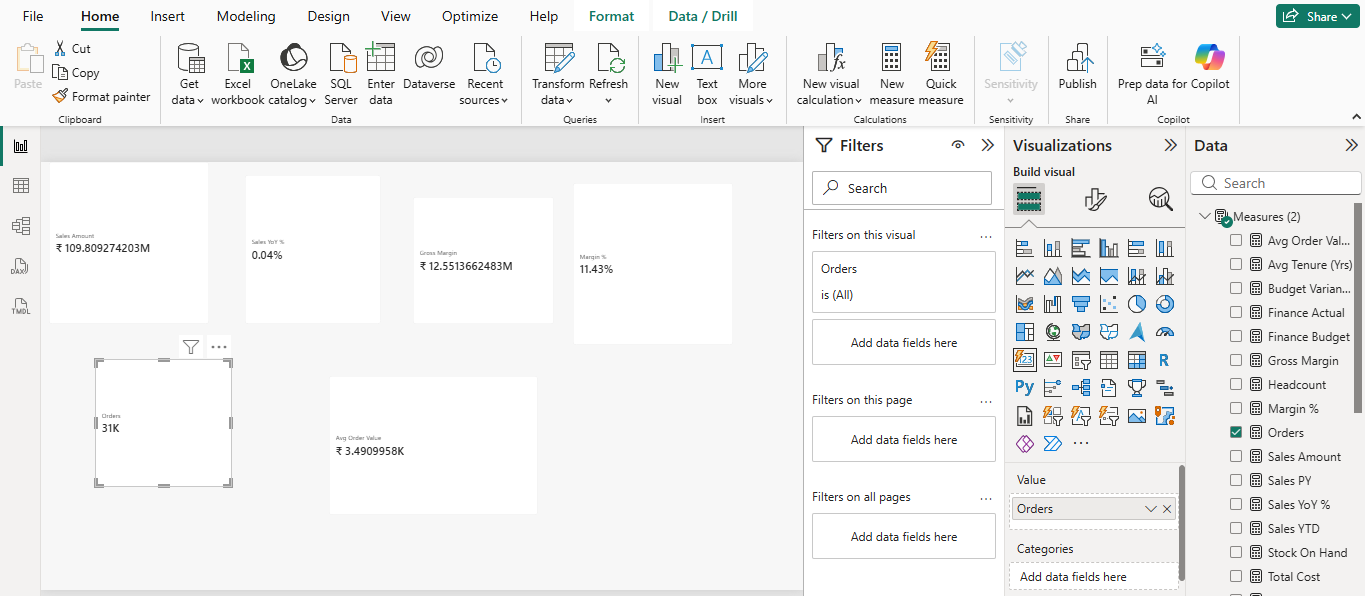 File Home Insert Modeling Design View Optimize Help Format Data / Drill Share
Paste
Cut
Copy
Format painter
Clipboard
Get data
Excel workbook
OneLake catalog
SQL Server
Enter data
Dataverse
Recent sources
Data
Transform data
Refresh
Queries
New visual
Text box
More visuals
Insert
New visual calculation
New measure
Quick measure
Calculations
Sensitivity
Sensitivity
Publish
Share
Prep data for AI
Copilot
Copilot
DAX
TMDL
Sales Amount
₹ 109.809274203M
Sales YoY %
0.04%
Gross Margin
₹ 12.5513662483M
Margin %
11.43%
Orders
31K
Avg Order Value
₹ 3.4909958K
Filters
Search
Filters on this visual
Orders
is (All)
Add data fields here
Filters on this page
Add data fields here
Filters on all pages
Add data fields here
Visualizations
Build visual
123
R
Py
Value
Orders
Categories
Add data fields here
Data
Search
Measures (2)
Avg Order Val...
Avg Tenure (Yrs)
Budget Varian...
Finance Actual
Finance Budget
Gross Margin
Headcount
Margin %
Orders
Sales Amount
Sales PY
Sales YoY %
Sales YTD
Stock On Hand
Total Cost